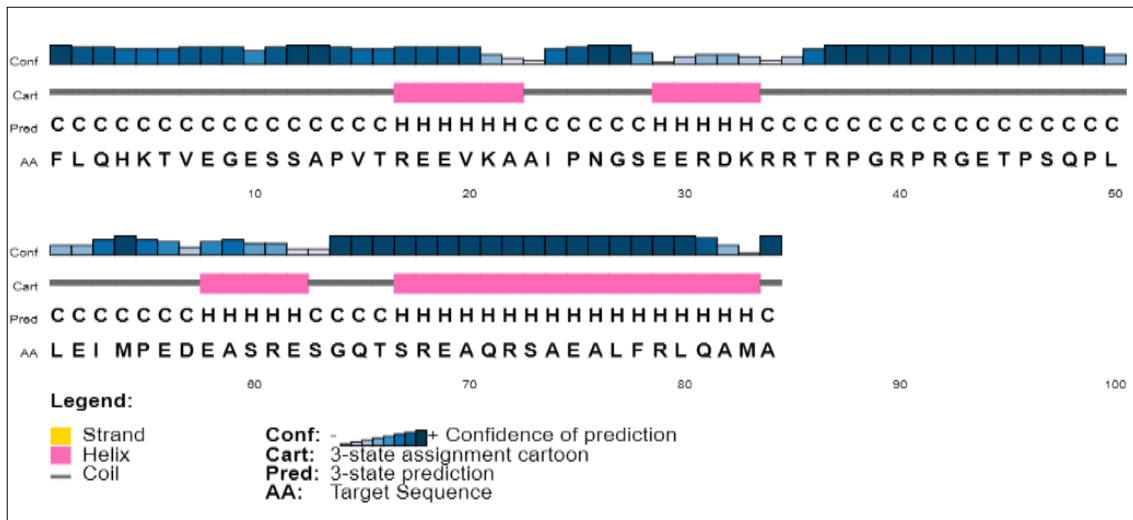 Conf
Cart
Pred C C C C C C C C C C C C C C C C H H H H H H C C C C C C H H H H H C C C C C C C C C C C C C C C C C
AA F L Q H K T V E G E S S A P V T R E E V K A A I P N G S E E R D K R R T R P G R P R G E T P S Q P L
10 20 30 40 50
Conf
Cart
Pred C C C C C C C H H H H H C C C C H H H H H H H H H H H H H H H H H C
AA L E I M P E D E A S R E S G Q T S R E A Q R S A E A L F R L Q A M A
60 70 80 90 100
Legend:
Strand
Helix
Coil
Conf: - + Confidence of prediction
Cart: 3-state assignment cartoon
Pred: 3-state prediction
AA: Target Sequence